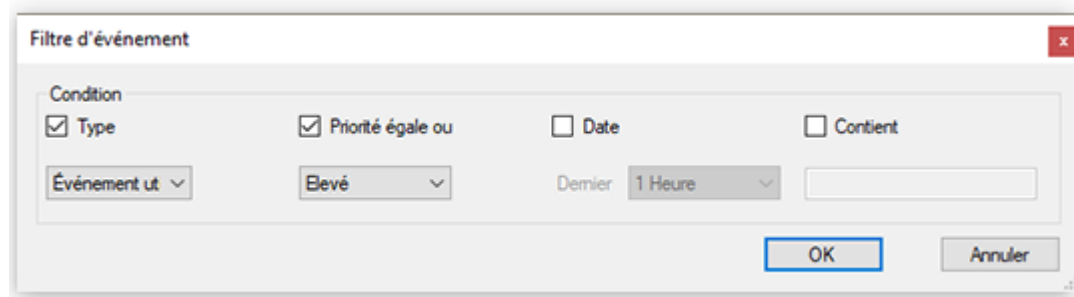 Filtre d'événement
x
Condition
Type
Priorité égale ou
Date
Contient
Événement ut
Elevé
Dernier
1 Heure
OK
Annuler